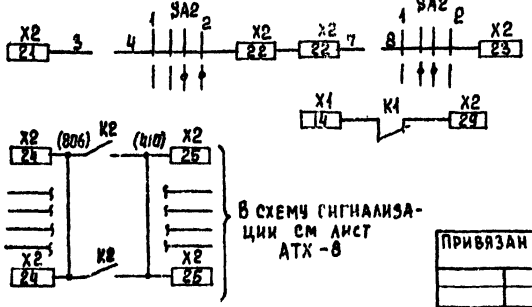 SA2 SA2
1 2 1 2
X2 X2 X2 X2
21 3 4 22 22 7 8 23
X1 K1 X2
14 29
X2 (806) K2 (410) X2
24 25
В СХЕМУ СИГНАЛИЗА-
ЦИИ СМ ЛИСТ
АТХ-8
X2 K2 X2
24 25
ПРИВЯЗАН